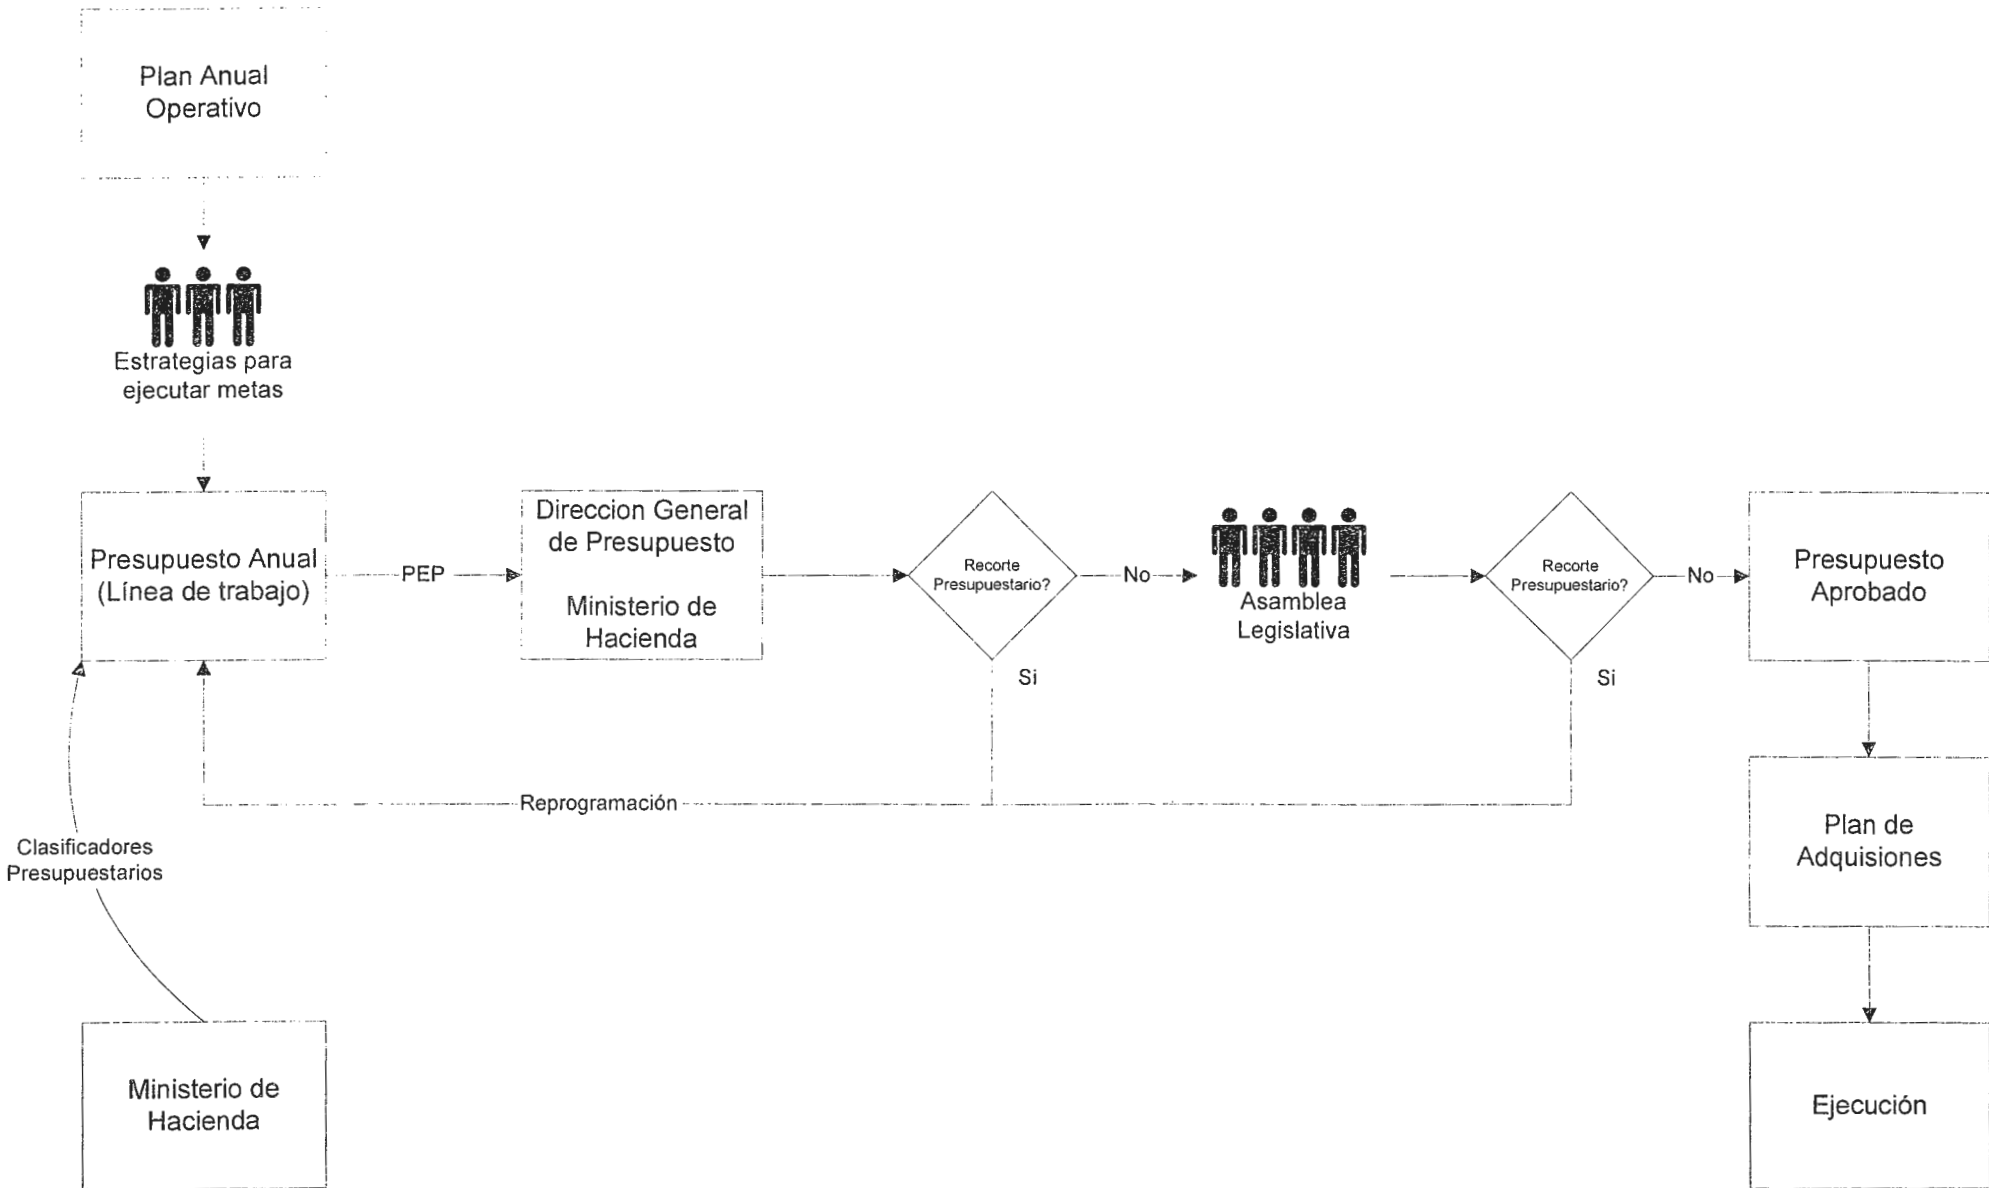 Plan Anual
Operativo
Estrategias para
ejecutar metas
Presupuesto Anual
(Línea de trabajo)
PEP
Direccion General
de Presupuesto
Ministerio de
Hacienda
Recorte
Presupuestario?
No
Si
Asamblea
Legislativa
Recorte
Presupuestario?
No
Si
Presupuesto
Aprobado
Reprogramación
Clasificadores
Presupuestarios
Plan de
Adquisiones
Ministerio de
Hacienda
Ejecución